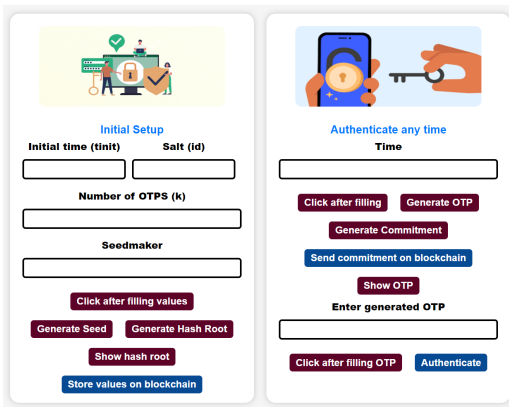 Initial Setup
Initial time (tinit) Salt (id)
Number of OTPS (k)
Seedmaker
Click after filling values
Generate Seed Generate Hash Root
Show hash root
Store values on blockchain
Authenticate any time
Time
Click after filling Generate OTP
Generate Commitment
Send commitment on blockchain
Show OTP
Enter generated OTP
Click after filling OTP Authenticate